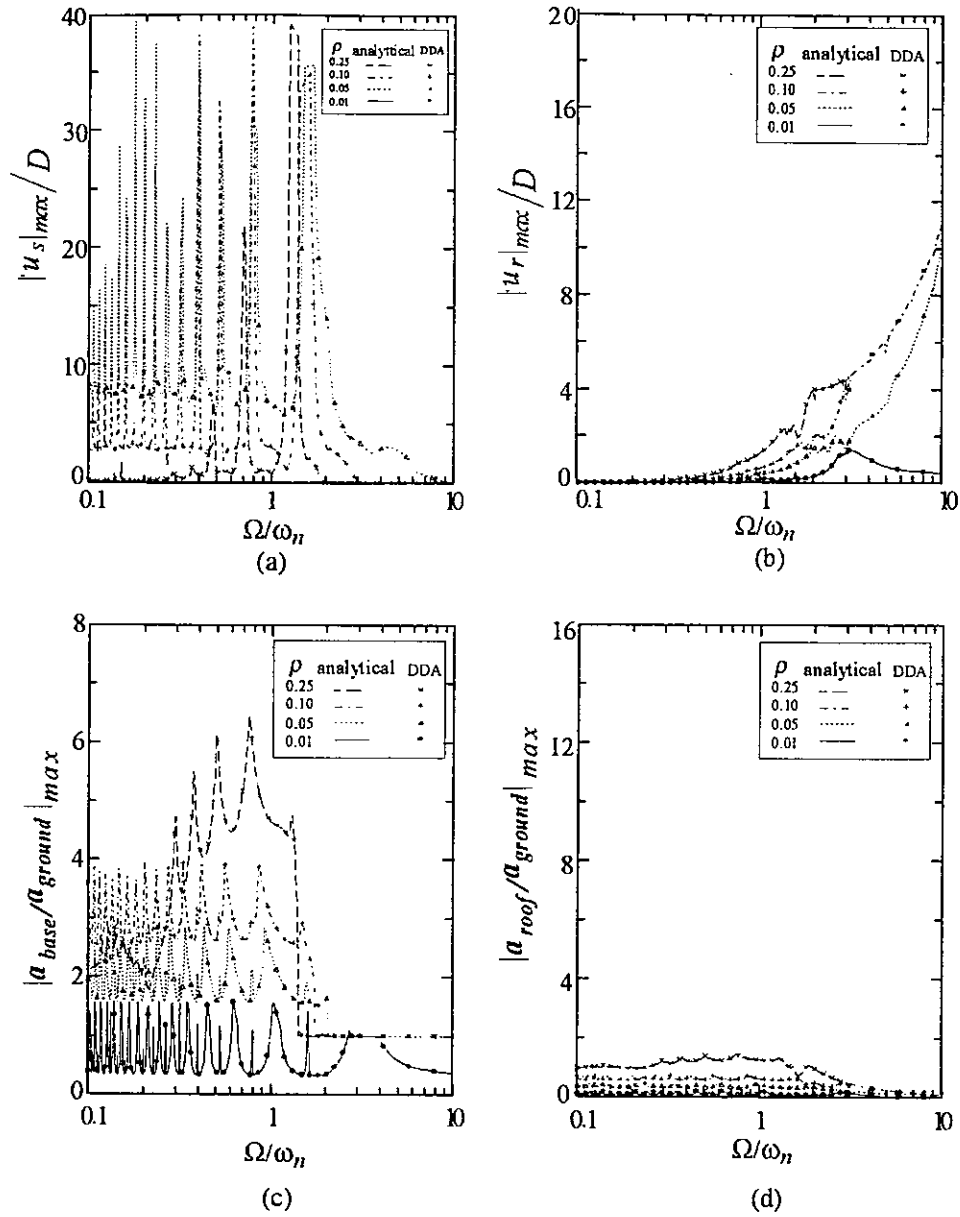 40
30
20
10
0
|u_s|_max/D
ρ analyttical DDA
0.25
0.10
0.05
0.01
0.1 1 10
Ω/ω_n
(a)
20
16
12
8
4
0
|u_r|_max/D
ρ analytical DDA
0.25
0.10
0.05
0.01
0.1 1 10
Ω/ω_n
(b)
8
6
4
2
0
|a_base/a_ground|_max
ρ analytical DDA
0.25
0.10
0.05
0.01
0.1 1 10
Ω/ω_n
(c)
16
12
8
4
0
|a_roof/a_ground|_max
ρ analytical DDA
0.25
0.10
0.05
0.01
0.1 1 10
Ω/ω_n
(d)